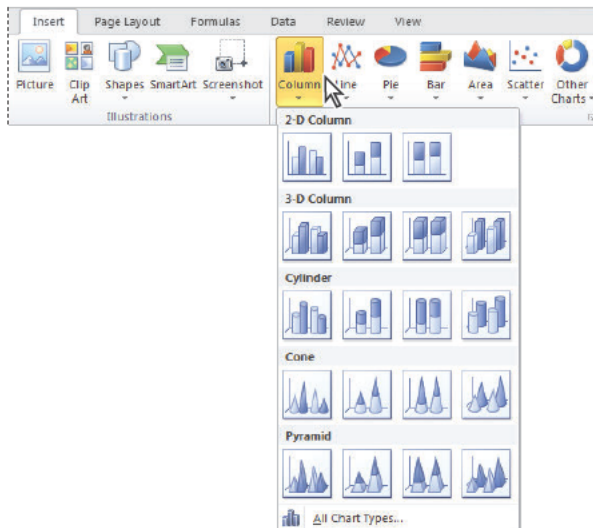 Insert Page Layout Formulas Data Review View
Picture Clip Art Shapes SmartArt Screenshot Column Line Pie Bar Area Scatter Other Charts
Illustrations
2-D Column
3-D Column
Cylinder
Cone
Pyramid
All Chart Types...